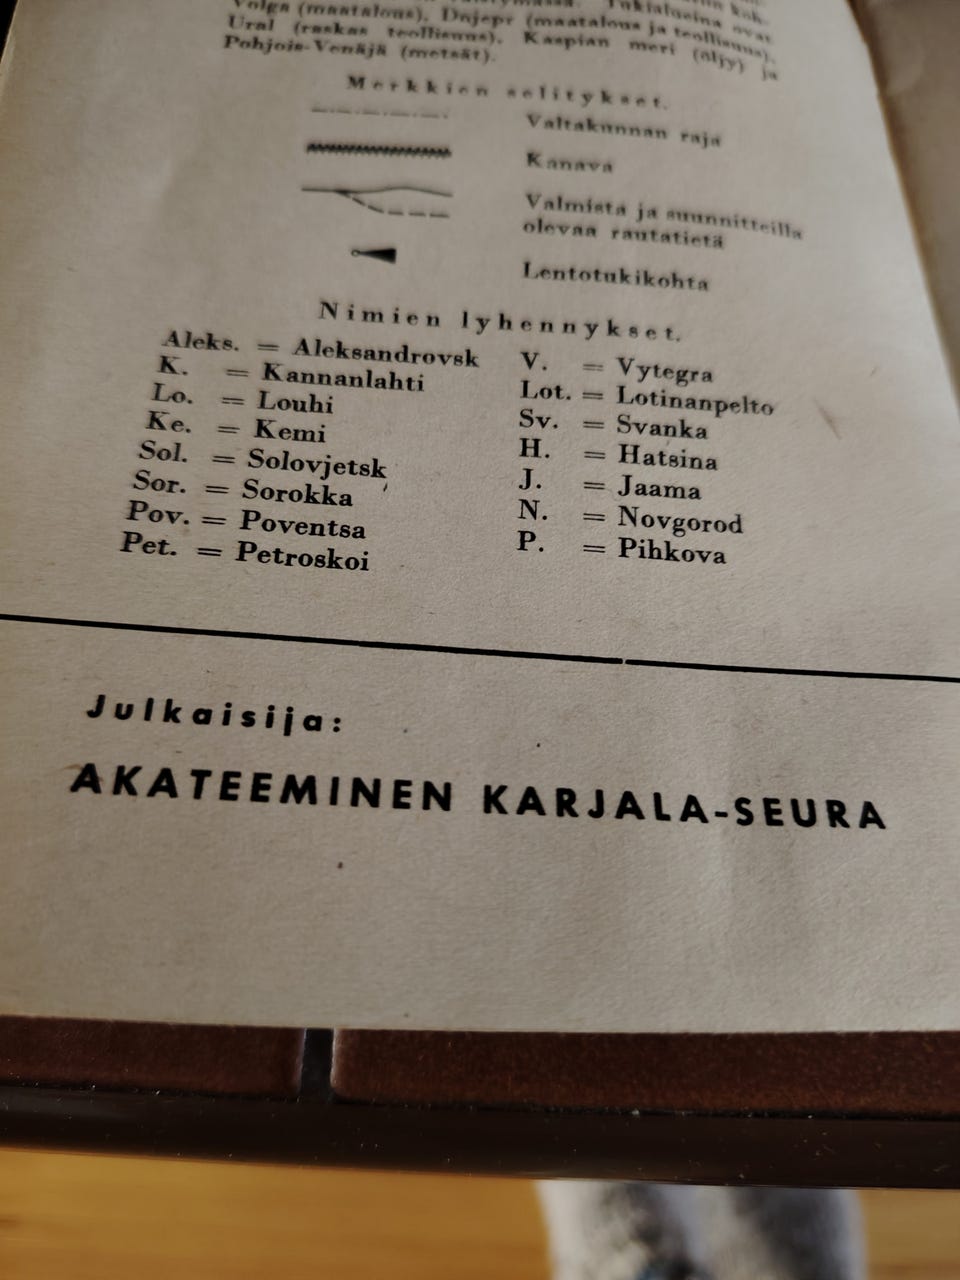 Tukialusina ovat
Volga (maatalous), Dnjepr (maatalous ja teollisuus),
Ural (raskas teollisuus), Kaspian meri (öljy) ja
Pohjois-Venäjä (metsät).
Merkkien selitykset.
Valtakunnan raja
Kanava
Valmista ja suunnitteilla
olevaa rautatietä
Lentotukikohta
Nimien lyhennykset.
Aleks. = Aleksandrovsk
K. = Kannanlahti
Lo. = Louhi
Ke. = Kemi
Sol. = Solovjetsk
Sor. = Sorokka
Pov. = Poventsa
Pet. = Petroskoi
V. = Vytegra
Lot. = Lotinanpelto
Sv. = Svanka
H. = Hatsina
J. = Jaama
N. = Novgorod
P. = Pihkova
Julkaisija:
AKATEEMINEN KARJALA-SEURA